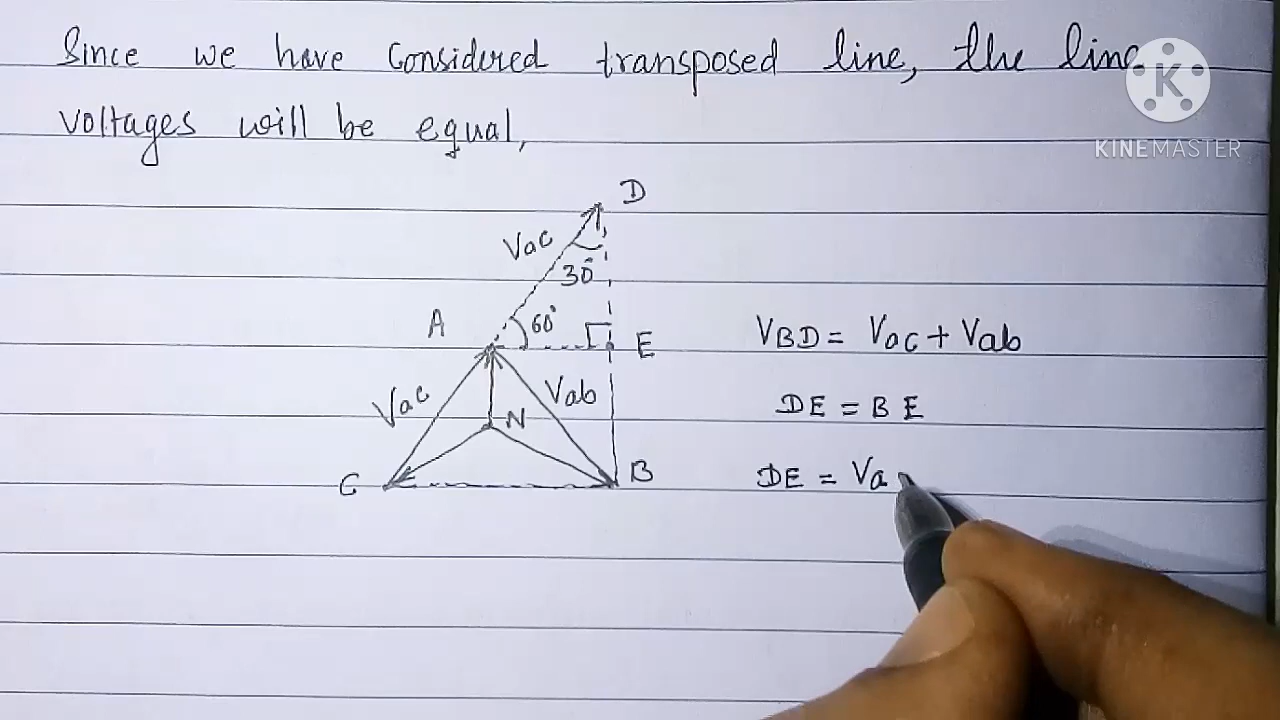 Since we have Considered transposed line, the line
voltages will be equal,
K
KINEMASTER
D
Vac
30°
A
60°
E
VBD = Vac + Vab
Vac
Vab
DE = BE
N
C
B
DE = Va